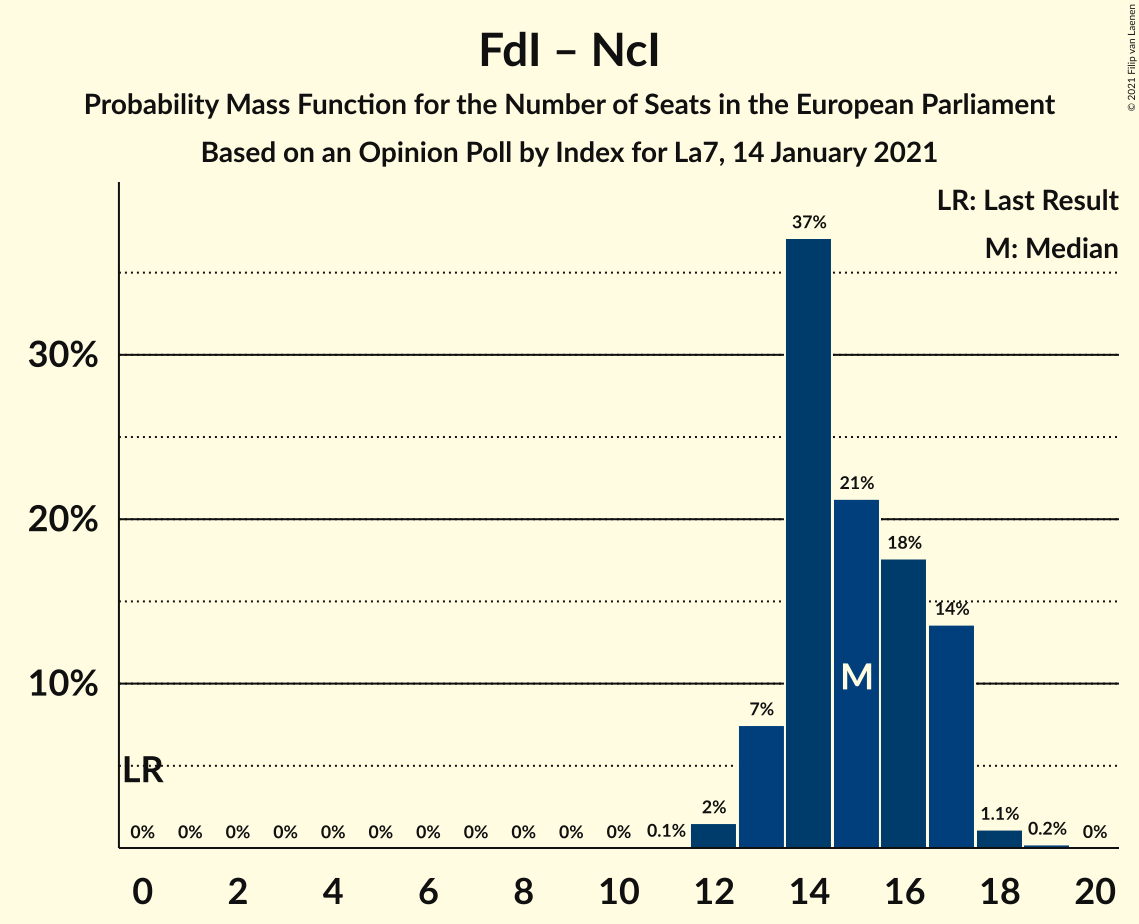 FdI – NcI
Probability Mass Function for the Number of Seats in the European Parliament
Based on an Opinion Poll by Index for La7, 14 January 2021
© 2021 Filip van Laenen
LR: Last Result
M: Median
37%
30%
21%
20%
18%
14%
M
10%
7%
LR
2%
1.1%
0% 0% 0% 0% 0% 0% 0% 0% 0% 0% 0% 0.1% 0.2% 0%
0 2 4 6 8 10 12 14 16 18 20